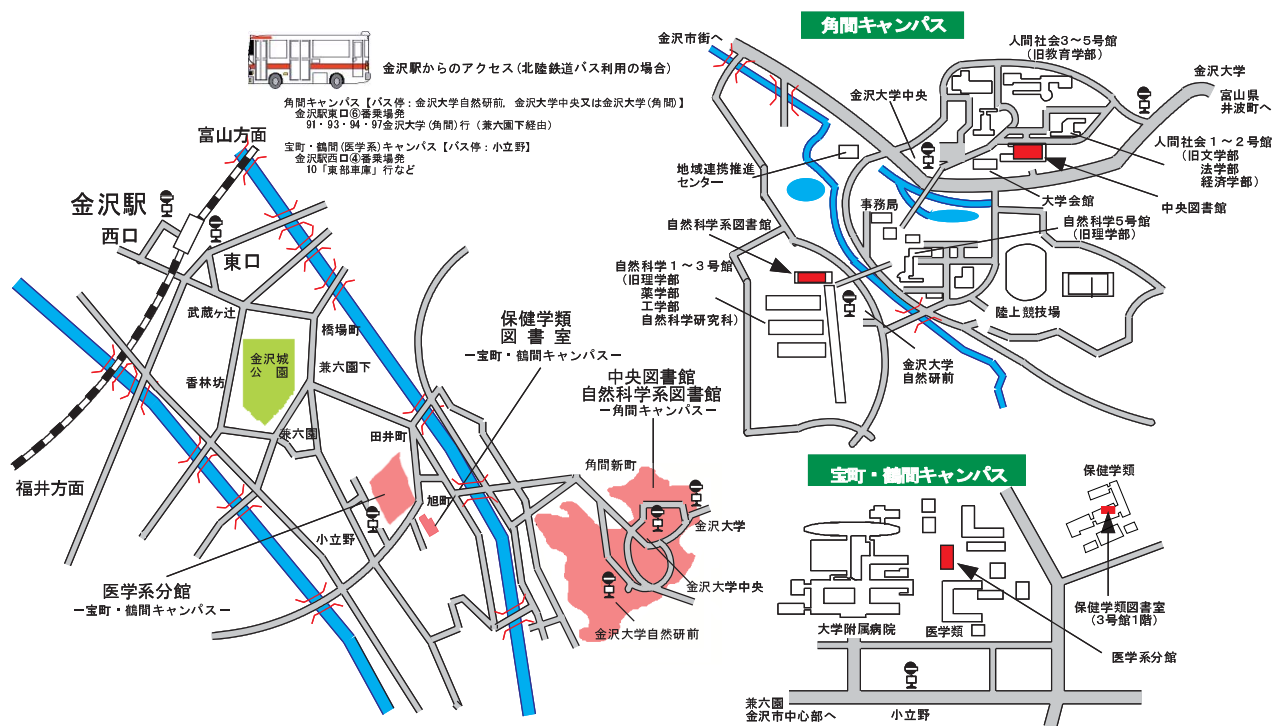 金沢駅からのアクセス(北陸鉄道バス利用の場合)
角間キャンパス【バス停:金沢大学自然研前, 金沢大学中央又は金沢大学(角間)】
金沢駅東口⑥番乗場発
91・93・94・97金沢大学(角間)行(兼六園下経由)
宝町・鶴間(医学系)キャンパス【バス停:小立野】
金沢駅西口④番乗場発
10「東部車庫」行など
富山方面
金沢駅
西口
東口
武蔵ヶ辻
橋場町
金沢城
公園
兼六園下
香林坊
兼六園
田井町
福井方面
旭町
小立野
保健学類
図書室
ー宝町・鶴間キャンパスー
中央図書館
自然科学系図書館
ー角間キャンパスー
角間新町
金沢大学
金沢大学中央
金沢大学自然研前
医学系分館
ー宝町・鶴間キャンパスー
角間キャンパス
金沢市街へ
人間社会3~5号館
(旧教育学部)
金沢大学
富山県
井波町へ
金沢大学中央
人間社会1~2号館
(旧文学部
法学部
経済学部)
地域連携推進
センター
大学会館
中央図書館
事務局
自然科学系図書館
自然科学5号館
(旧理学部)
自然科学1~3号館
(旧理学部
薬学部
工学部
自然科学研究科)
陸上競技場
金沢大学
自然研前
宝町・鶴間キャンパス
保健学類
保健学類図書室
(3号館1階)
大学附属病院
医学類
医学系分館
兼六園
金沢市中心部へ
小立野